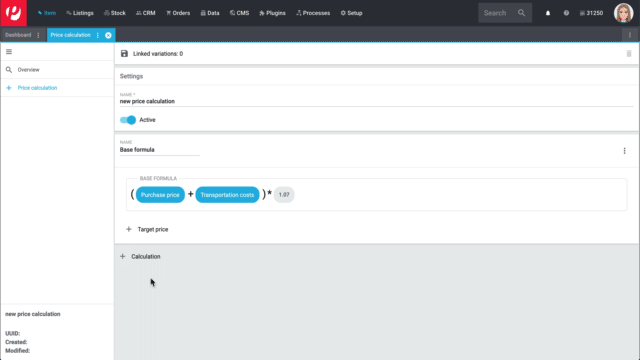 Item Listings Stock CRM Orders Data CMS Plugins Processes Setup Search 31250
Dashboard Price calculation
Overview
Price calculation
Linked variations: 0
Settings
NAME *
new price calculation
Active
NAME
Base formula
BASE FORMULA
( Purchase price + Transportation costs ) * 1.07
+ Target price
+ Calculation
new price calculation
UUID:
Created:
Modified: